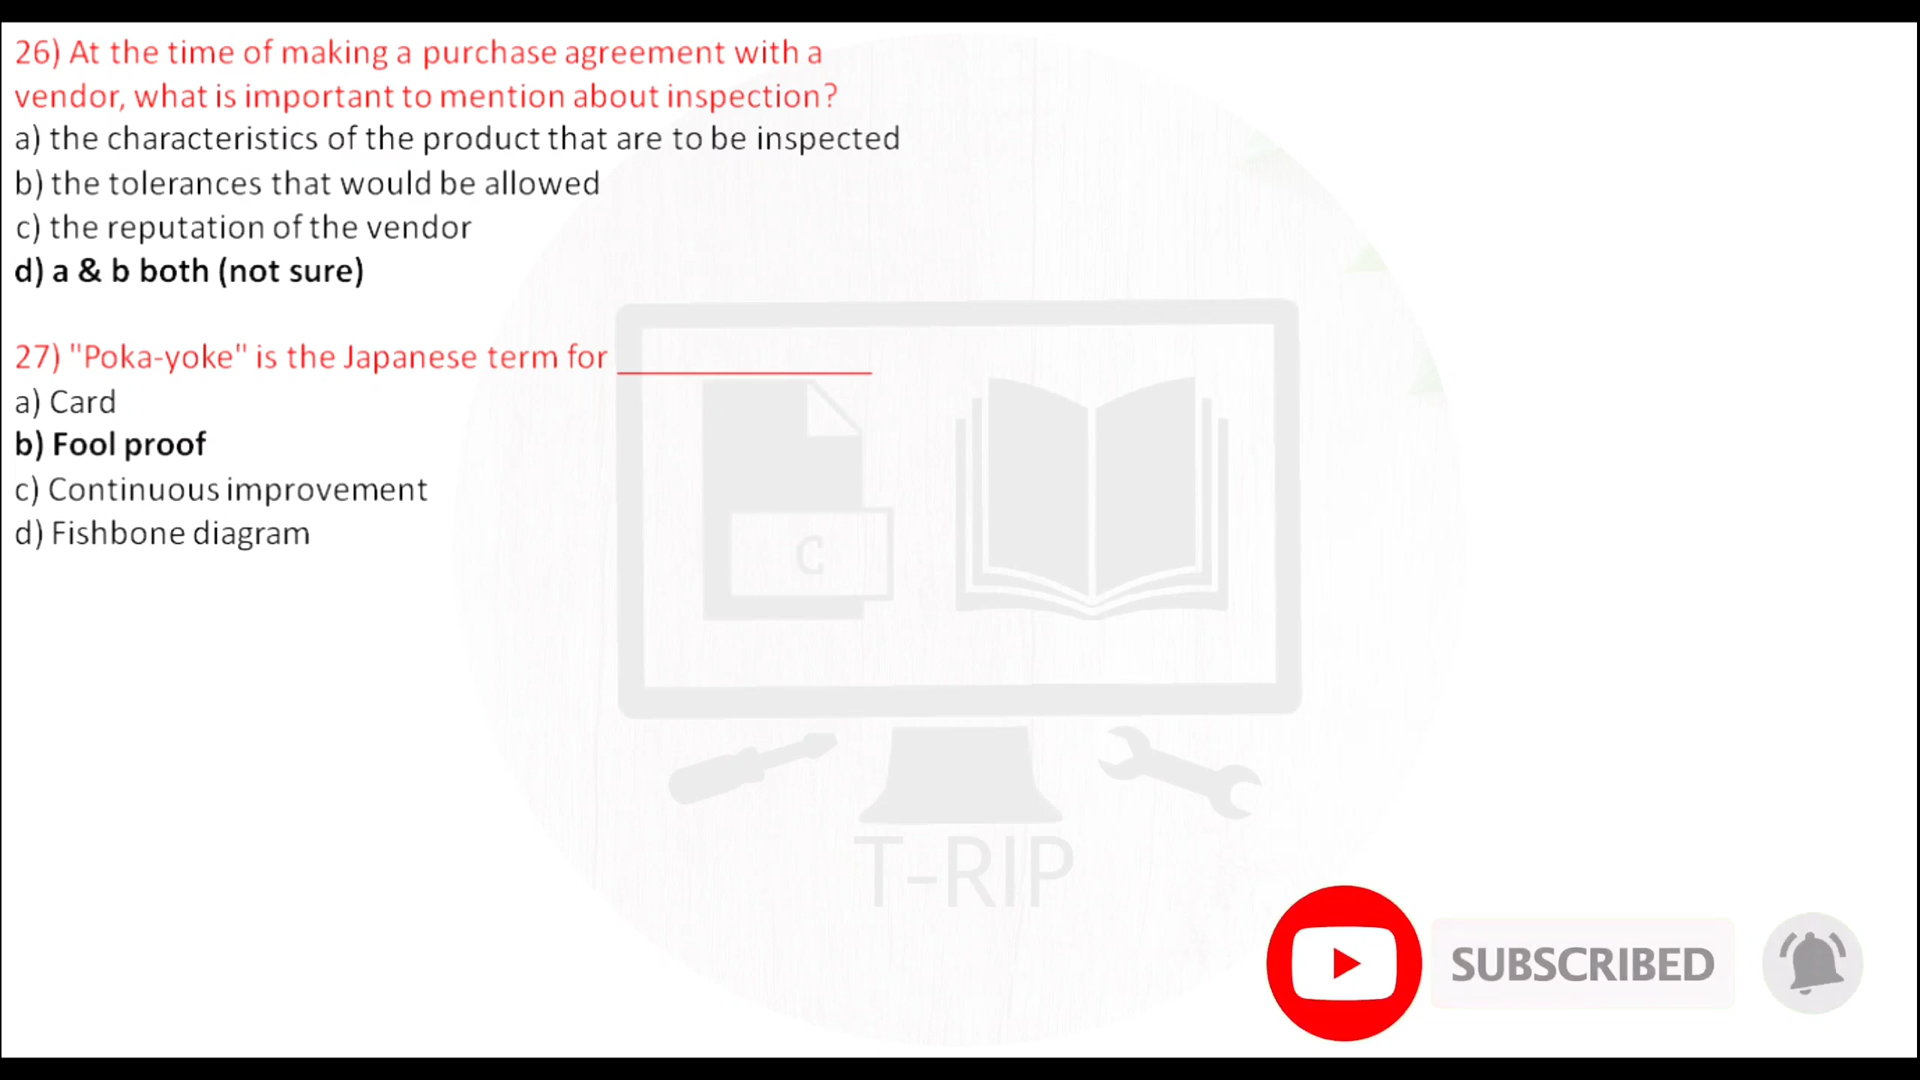 26) At the time of making a purchase agreement with a
vendor, what is important to mention about inspection?
a) the characteristics of the product that are to be inspected
b) the tolerances that would be allowed
c) the reputation of the vendor
d) a & b both (not sure)
27) "Poka-yoke" is the Japanese term for _______________
a) Card
b) Fool proof
c) Continuous improvement
d) Fishbone diagram
C
T-RIP
SUBSCRIBED